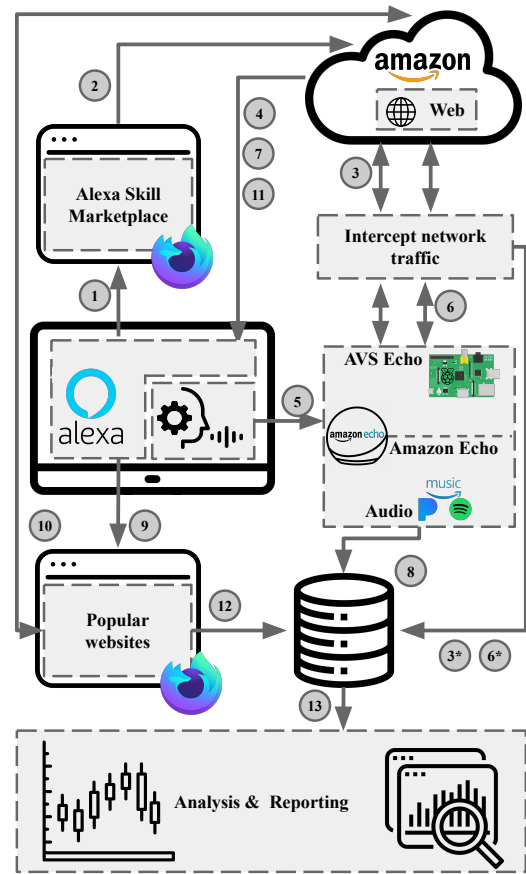 amazon
Web
2
4
7
11
3
Alexa Skill
Marketplace
Intercept network
traffic
1
6
AVS Echo
alexa
5
amazon echo
Amazon Echo
music
Audio
10
9
8
Popular
websites
12
3*
6*
13
Analysis & Reporting